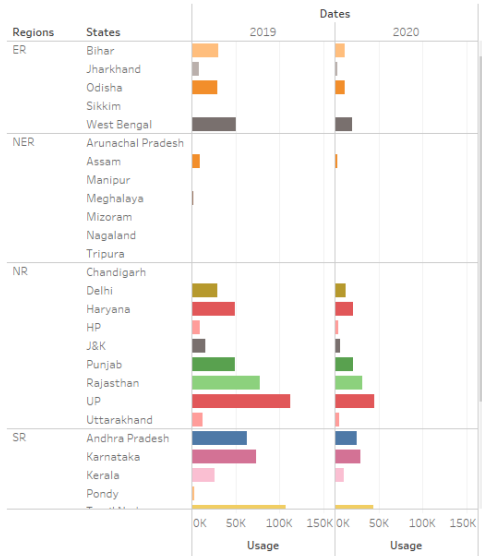 Dates
Regions States 2019 2020
ER Bihar
Jharkhand
Odisha
Sikkim
West Bengal
NER Arunachal Pradesh
Assam
Manipur
Meghalaya
Mizoram
Nagaland
Tripura
NR Chandigarh
Delhi
Haryana
HP
J&K
Punjab
Rajasthan
UP
Uttarakhand
SR Andhra Pradesh
Karnataka
Kerala
Pondy
0K 50K 100K 150K 0K 50K 100K 150K
Usage Usage